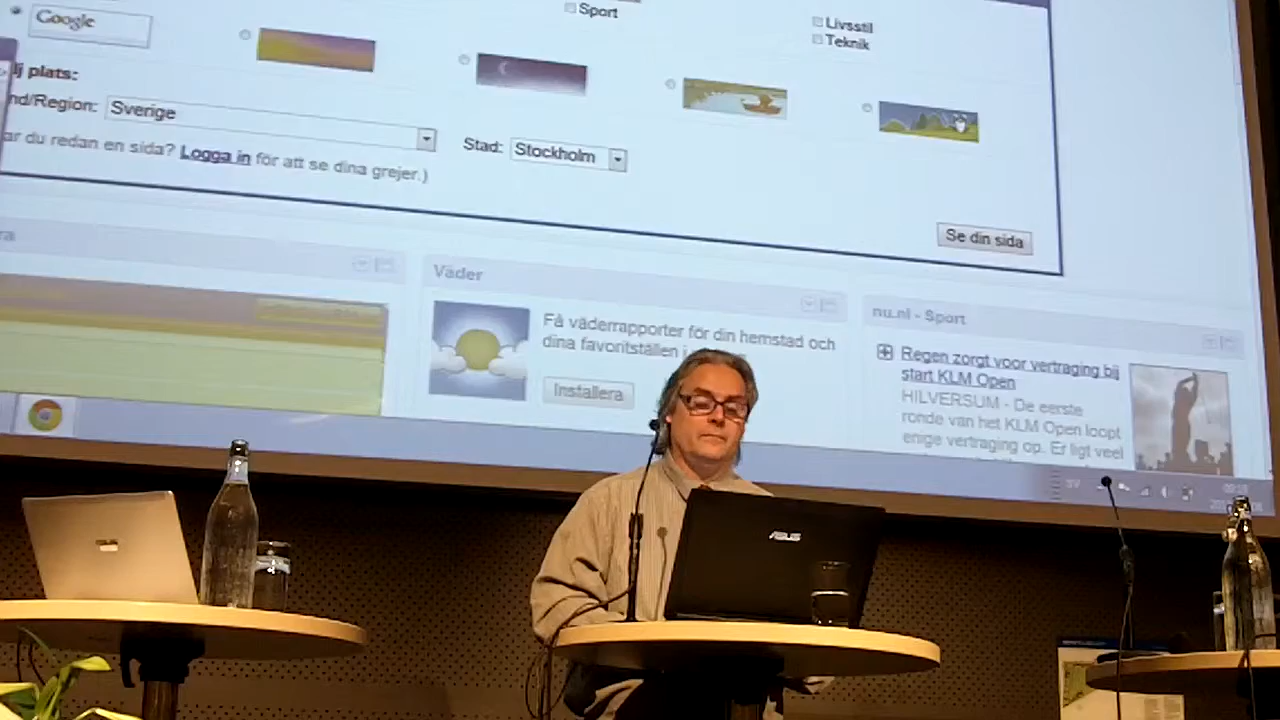 Google
Sport
Livsstil
Teknik
lj plats:
nd/Region: Sverige
Stad: Stockholm
ar du redan en sida? Logga in för att se dina grejer.)
Se din sida
ra
Väder
Få väderrapporter för din hemstad och
dina favoritställen i
Installera
nu.nl - Sport
Regen zorgt voor vertraging bij
start KLM Open
HILVERSUM - De eerste
ronde van het KLM Open loopt
enige vertraging op. Er ligt veel
SV
ASUS